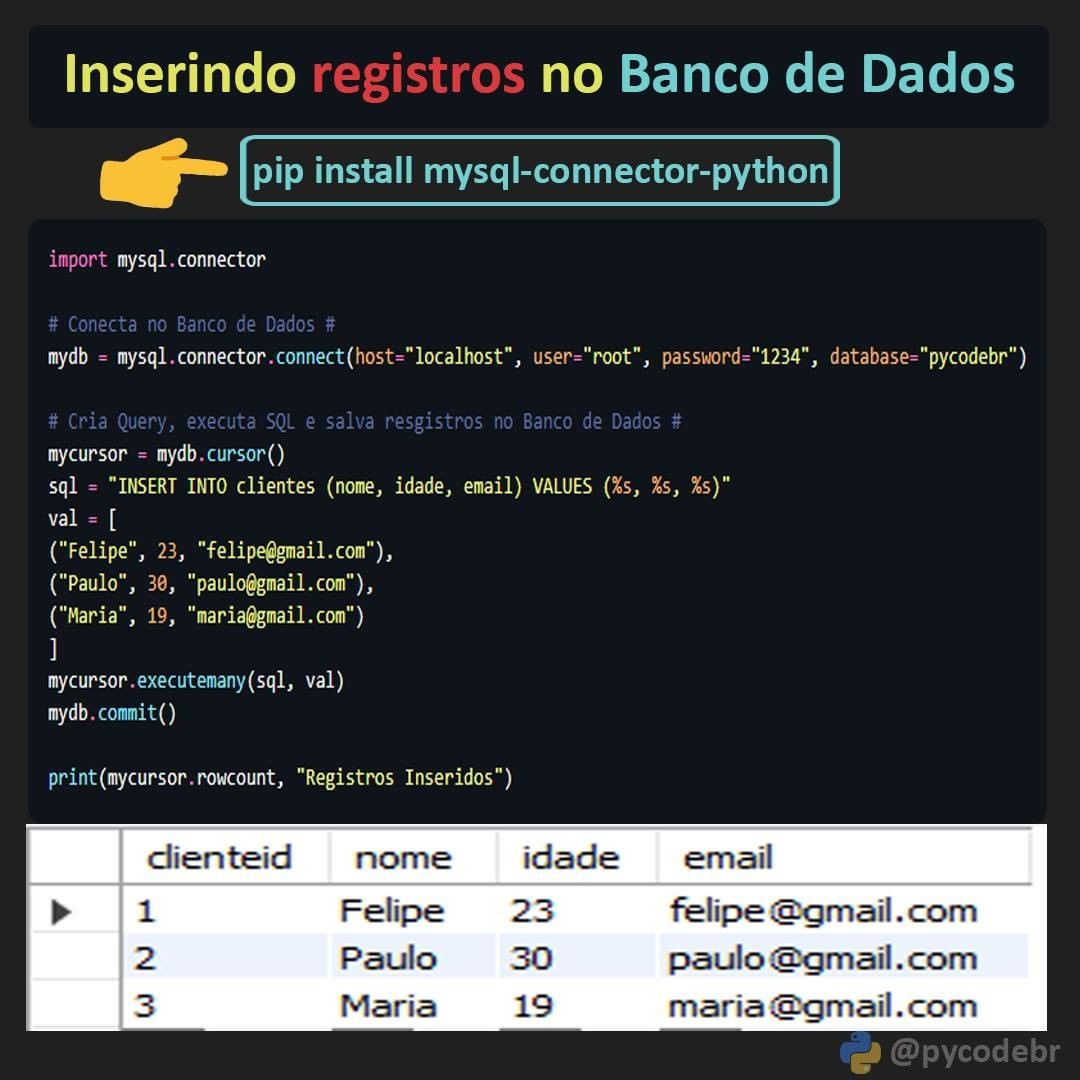 Inserindo registros no Banco de Dados
pip install mysql-connector-python
import mysql.connector
# Conecta no Banco de Dados #
mydb = mysql.connector.connect(host="localhost", user="root", password="1234", database="pycodebr")
# Cria Query, executa SQL e salva resgistros no Banco de Dados #
mycursor = mydb.cursor()
sql = "INSERT INTO clientes (nome, idade, email) VALUES (%s, %s, %s)"
val = [
("Felipe", 23, "felipe@gmail.com"),
("Paulo", 30, "paulo@gmail.com"),
("Maria", 19, "maria@gmail.com")
]
mycursor.executemany(sql, val)
mydb.commit()
print(mycursor.rowcount, "Registros Inseridos")
clienteid nome idade email
1 Felipe 23 felipe@gmail.com
2 Paulo 30 paulo@gmail.com
3 Maria 19 maria@gmail.com
@pycodebr